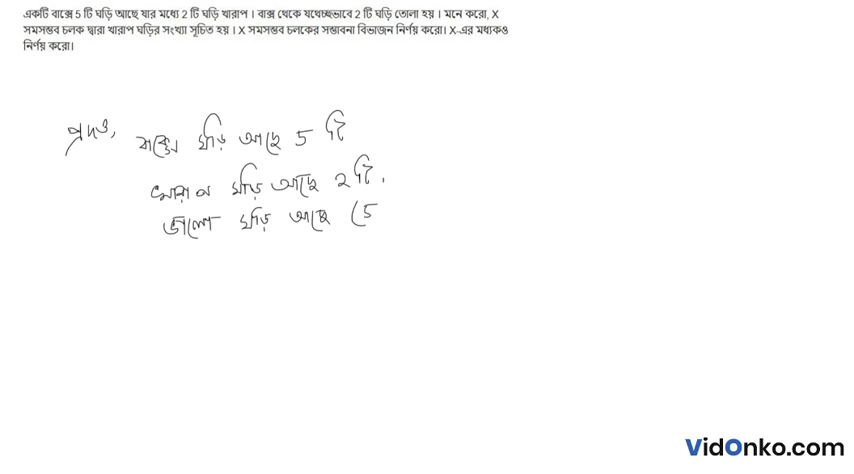 একটি বাক্সে 5 টি ঘড়ি আছে যার মধ্যে 2 টি ঘড়ি খারাপ । বাক্স থেকে যথেচ্ছভাবে 2 টি ঘড়ি তোলা হয় । মনে করো, X
সমসম্ভব চলক দ্বারা খারাপ ঘড়ির সংখ্যা সূচিত হয় । X সমসম্ভব চলকের সম্ভাবনা বিভাজন নির্ণয় করো। X-এর মধ্যকও
নির্ণয় করো।
প্রদত্ত, বাক্সে ঘড়ি আছে 5 টি
খারাপ ঘড়ি আছে 2 টি.
ভালো ঘড়ি আছে (5
VidOnko.com